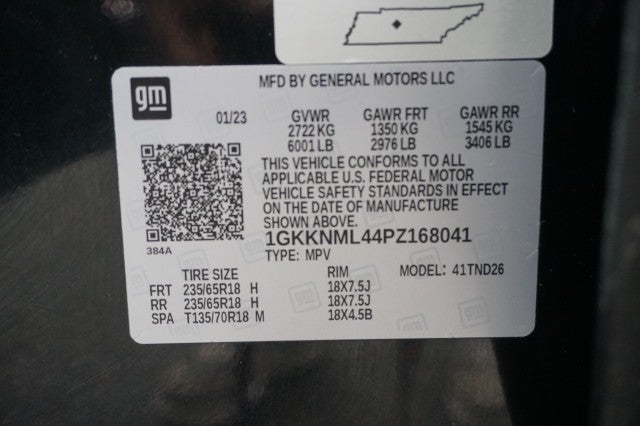 gm
MFD BY GENERAL MOTORS LLC
01/23 GVWR GAWR FRT GAWR RR
2722 KG 1350 KG 1545 KG
6001 LB 2976 LB 3406 LB
THIS VEHICLE CONFORMS TO ALL
APPLICABLE U.S. FEDERAL MOTOR
VEHICLE SAFETY STANDARDS IN EFFECT
ON THE DATE OF MANUFACTURE
SHOWN ABOVE.
384A
1GKKNML44PZ168041
TYPE: MPV
TIRE SIZE RIM MODEL: 41TND26
FRT 235/65R18 H 18X7.5J
RR 235/65R18 H 18X7.5J
SPA T135/70R18 M 18X4.5B